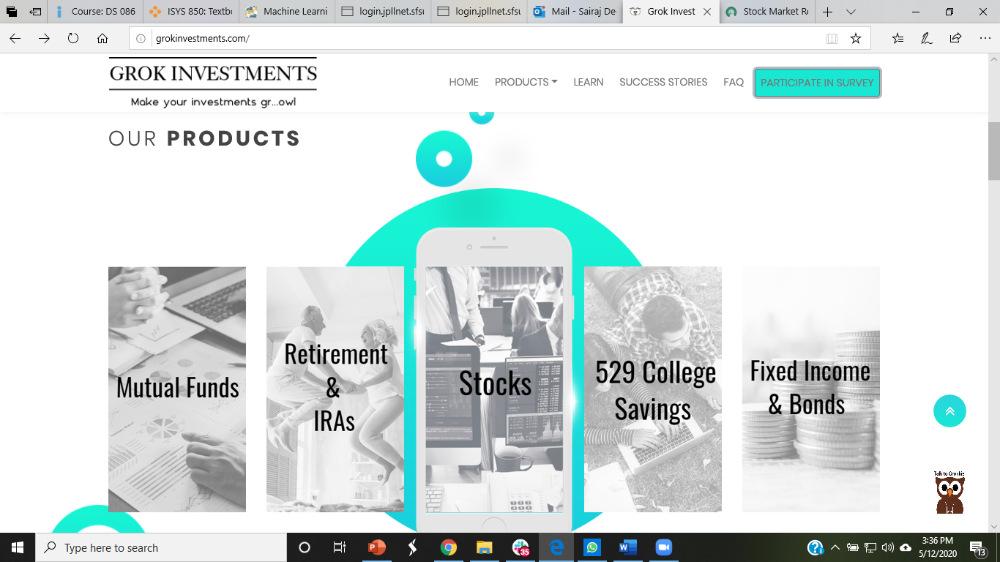 Course: DS 086
ISYS 850: Textbo
Machine Learni
login.jpllnet.sfsu
login.jpllnet.sfsu
Mail - Sairaj De
Grok Invest
Stock Market Re
grokinvestments.com/
GROK INVESTMENTS
Make your investments gr...owl
HOME PRODUCTS LEARN SUCCESS STORIES FAQ PARTICIPATE IN SURVEY
OUR PRODUCTS
Mutual Funds
Retirement
&
IRAs
Stocks
529 College
Savings
Fixed Income
& Bonds
Talk to Grokkie
Type here to search
35
3:36 PM
5/12/2020
13